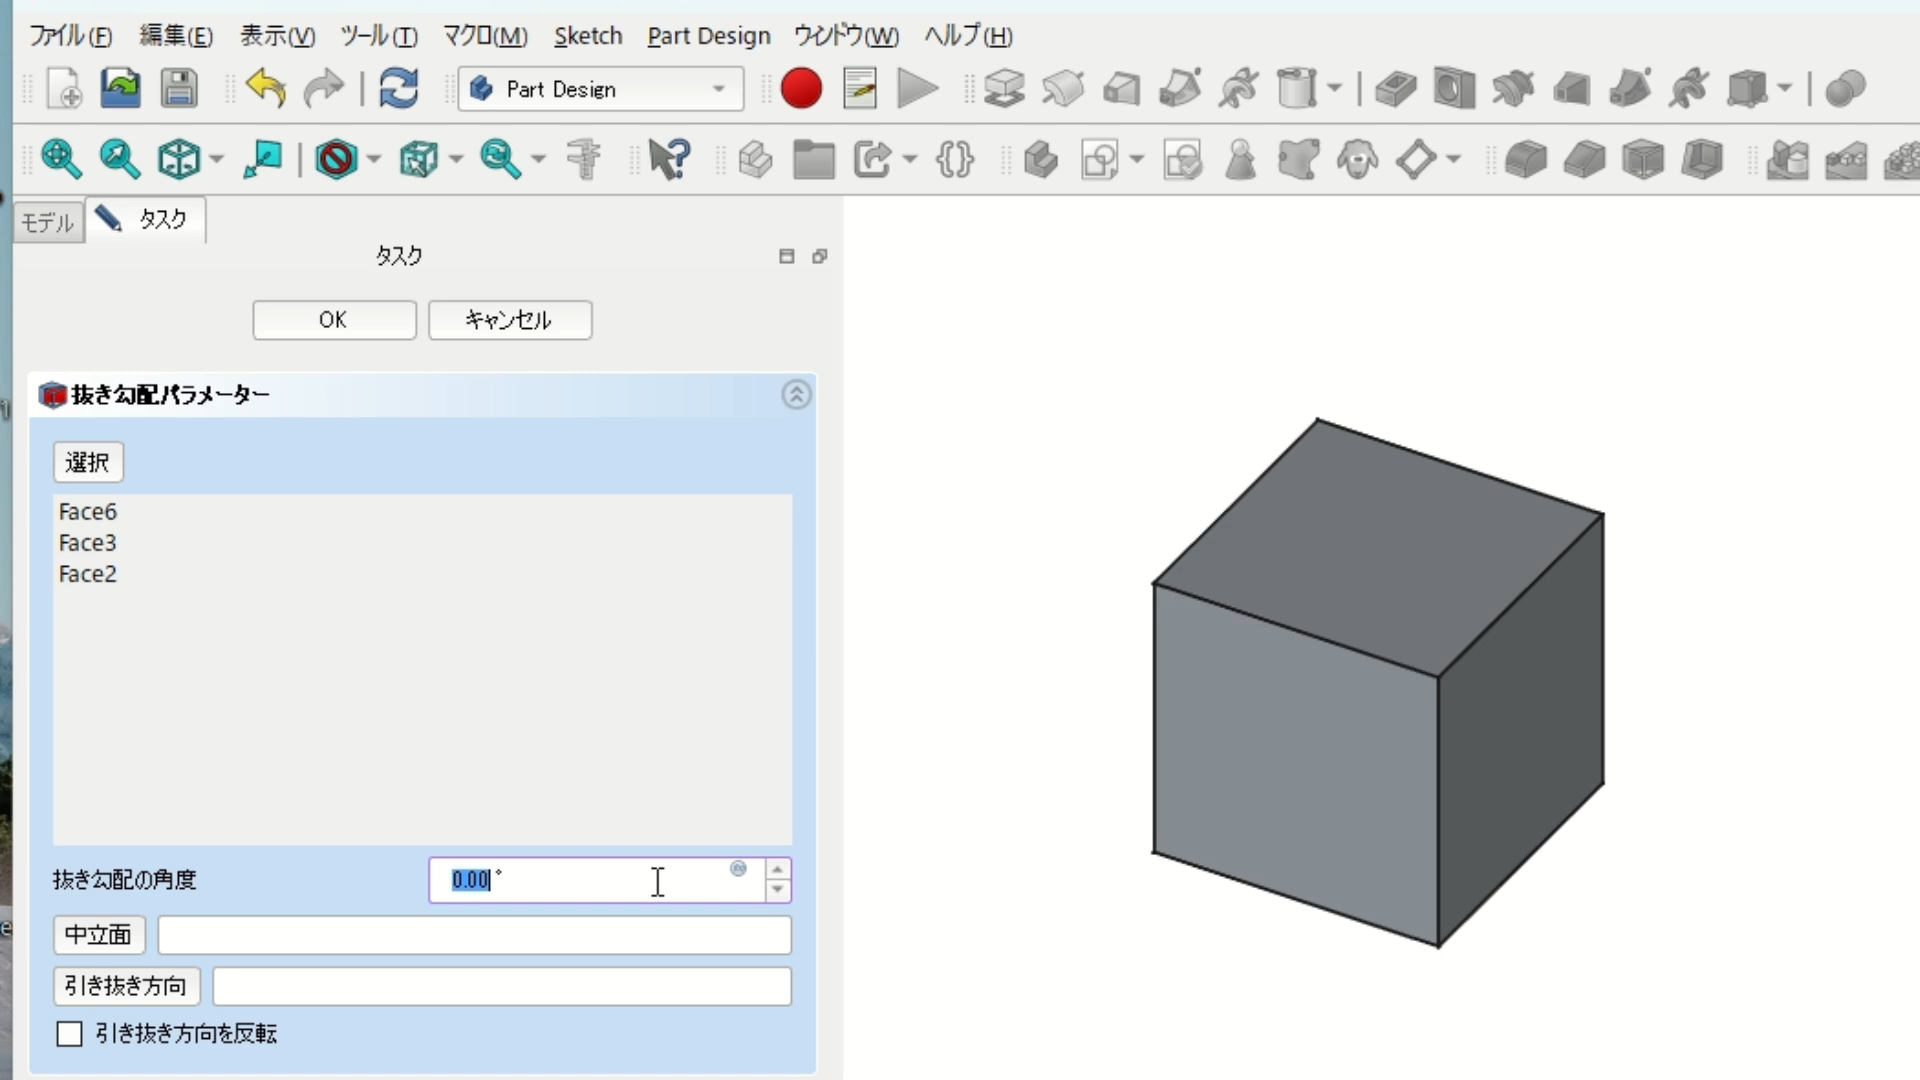 ファイル(F) 編集(E) 表示(V) ツール(T) マクロ(M) Sketch Part Design ウィンドウ(W) ヘルプ(H)
Part Design
モデル タスク
タスク
OK キャンセル
抜き勾配パラメーター
選択
Face6
Face3
Face2
抜き勾配の角度 0.00 °
中立面
引き抜き方向
引き抜き方向を反転